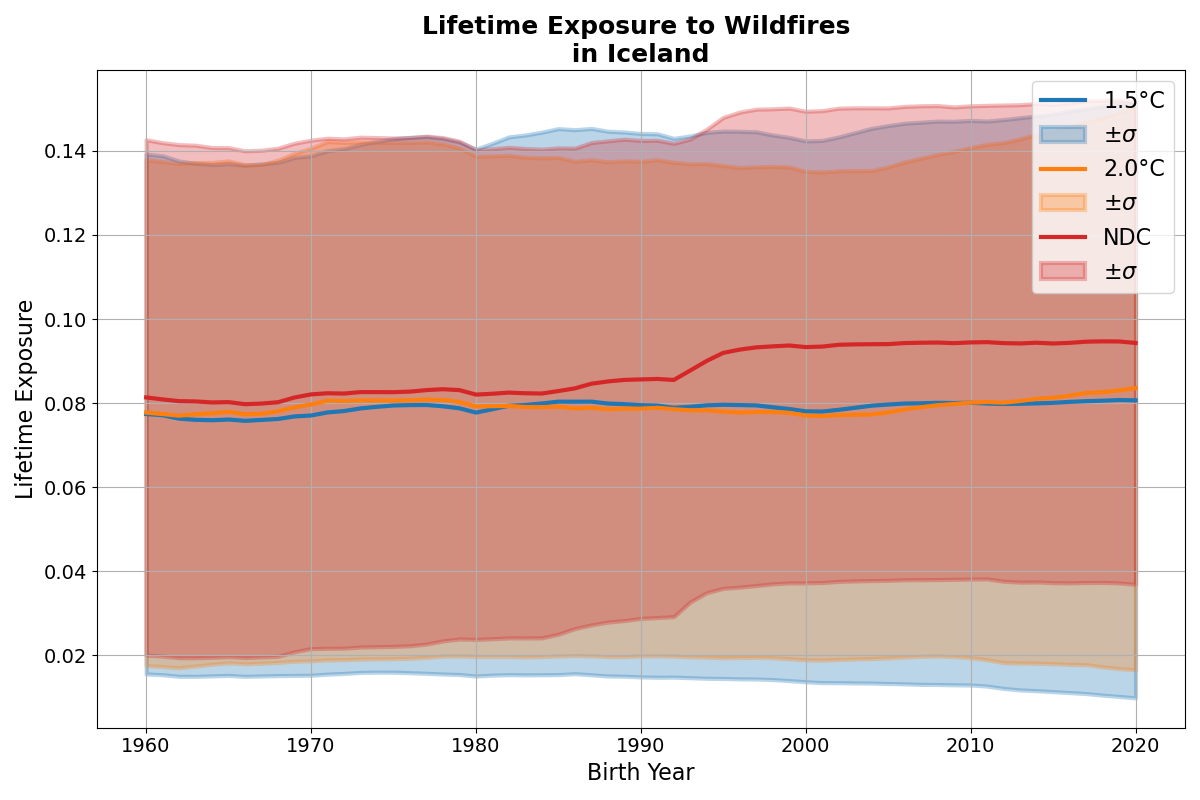 Lifetime Exposure to Wildfires
in Iceland
Lifetime Exposure
0.14
0.12
0.10
0.08
0.06
0.04
0.02
1960
1970
1980
1990
2000
2010
2020
Birth Year
1.5°C
±σ
2.0°C
±σ
NDC
±σ